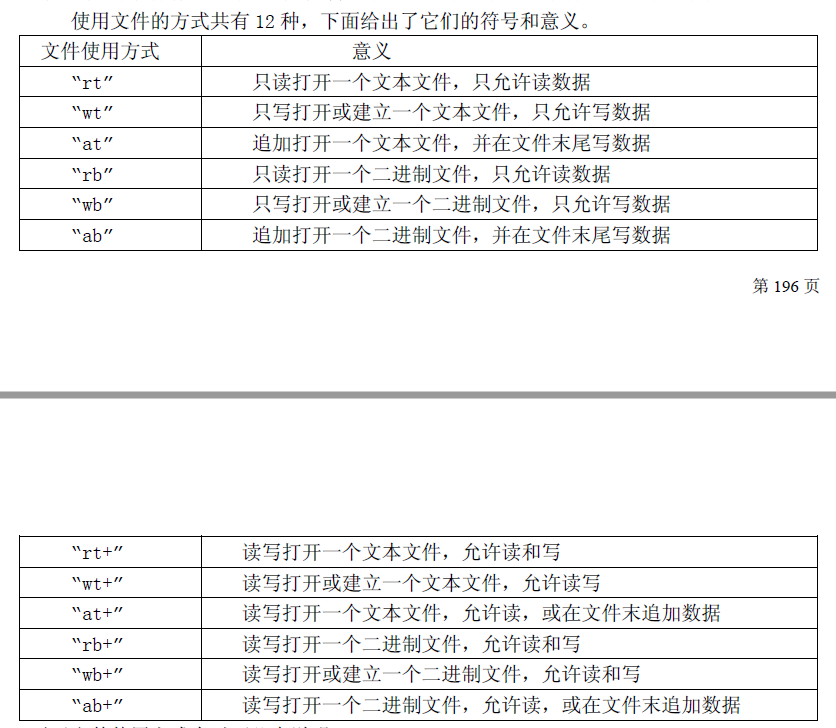 使用文件的方式共有 12 种，下面给出了它们的符号和意义。
文件使用方式 意义
“rt” 只读打开一个文本文件，只允许读数据
“wt” 只写打开或建立一个文本文件，只允许写数据
“at” 追加打开一个文本文件，并在文件末尾写数据
“rb” 只读打开一个二进制文件，只允许读数据
“wb” 只写打开或建立一个二进制文件，只允许写数据
“ab” 追加打开一个二进制文件，并在文件末尾写数据
第 196 页
“rt+” 读写打开一个文本文件，允许读和写
“wt+” 读写打开或建立一个文本文件，允许读写
“at+” 读写打开一个文本文件，允许读，或在文件末追加数据
“rb+” 读写打开一个二进制文件，允许读和写
“wb+” 读写打开或建立一个二进制文件，允许读和写
“ab+” 读写打开一个二进制文件，允许读，或在文件末追加数据